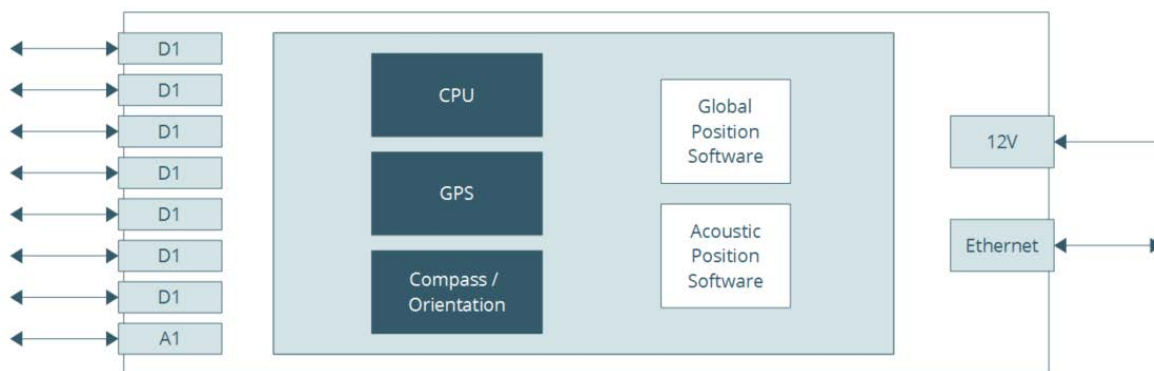 D1
D1
D1
D1
D1
D1
D1
A1
CPU
GPS
Compass /
Orientation
Global
Position
Software
Acoustic
Position
Software
12V
Ethernet